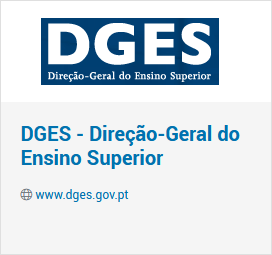 DGES
Direção-Geral do Ensino Superior
DGES - Direção-Geral do
Ensino Superior
www.dges.gov.pt